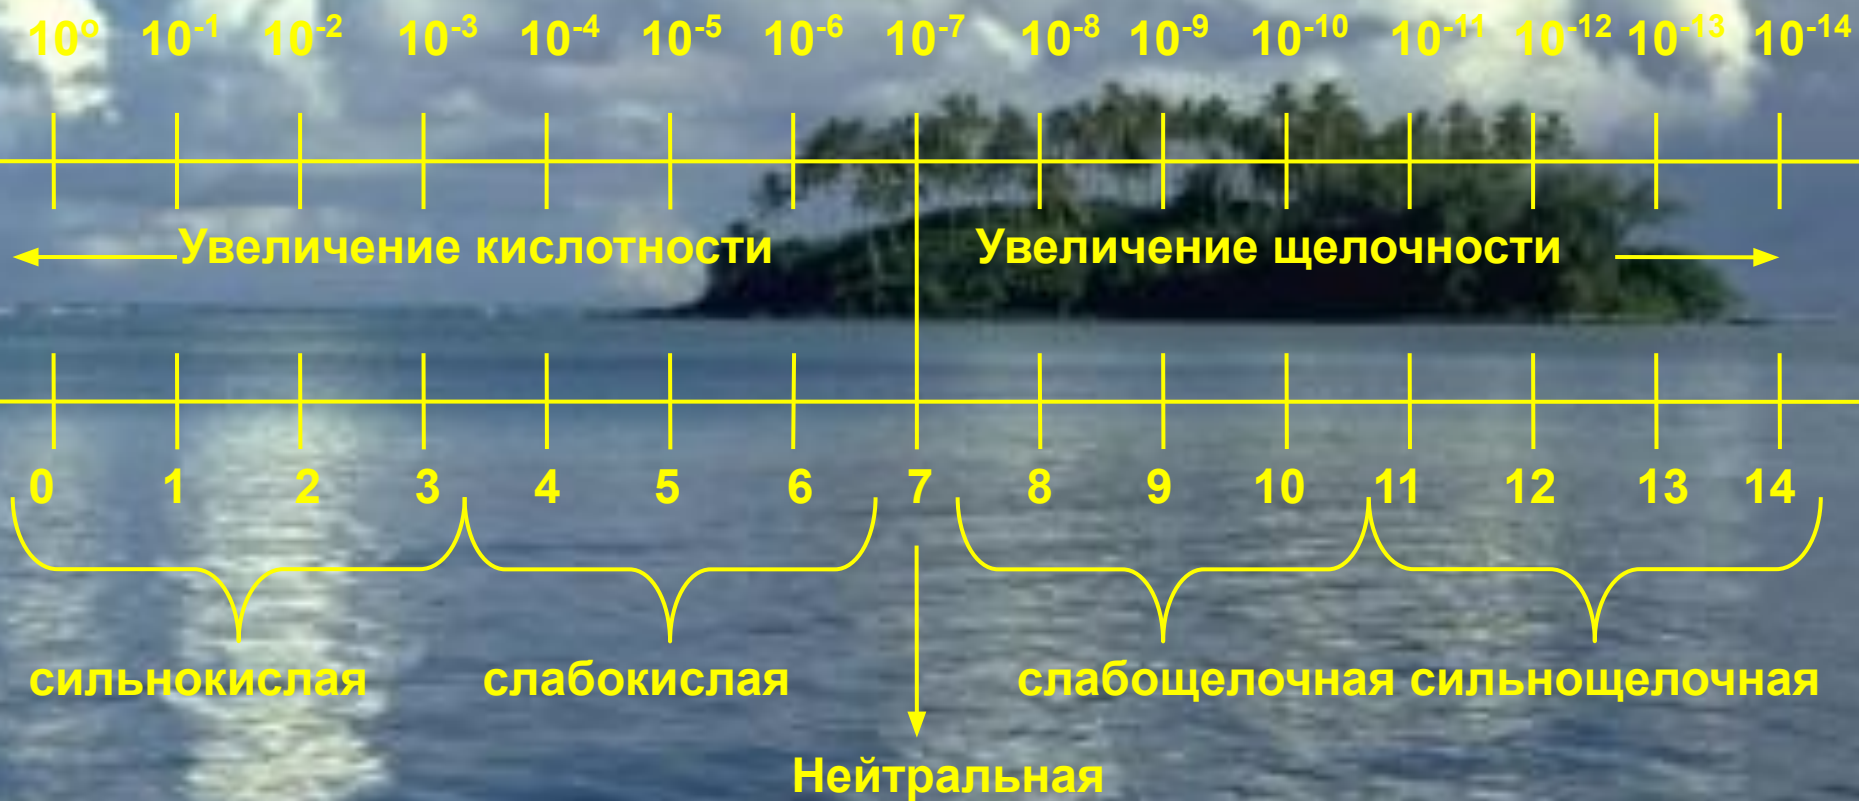 10⁰ 10⁻¹ 10⁻² 10⁻³ 10⁻⁴ 10⁻⁵ 10⁻⁶ 10⁻⁷ 10⁻⁸ 10⁻⁹ 10⁻¹⁰ 10⁻¹¹ 10⁻¹² 10⁻¹³ 10⁻¹⁴
Увеличение кислотности Увеличение щелочности
0 1 2 3 4 5 6 7 8 9 10 11 12 13 14
сильнокислая слабокислая слабощелочная сильнощелочная
Нейтральная